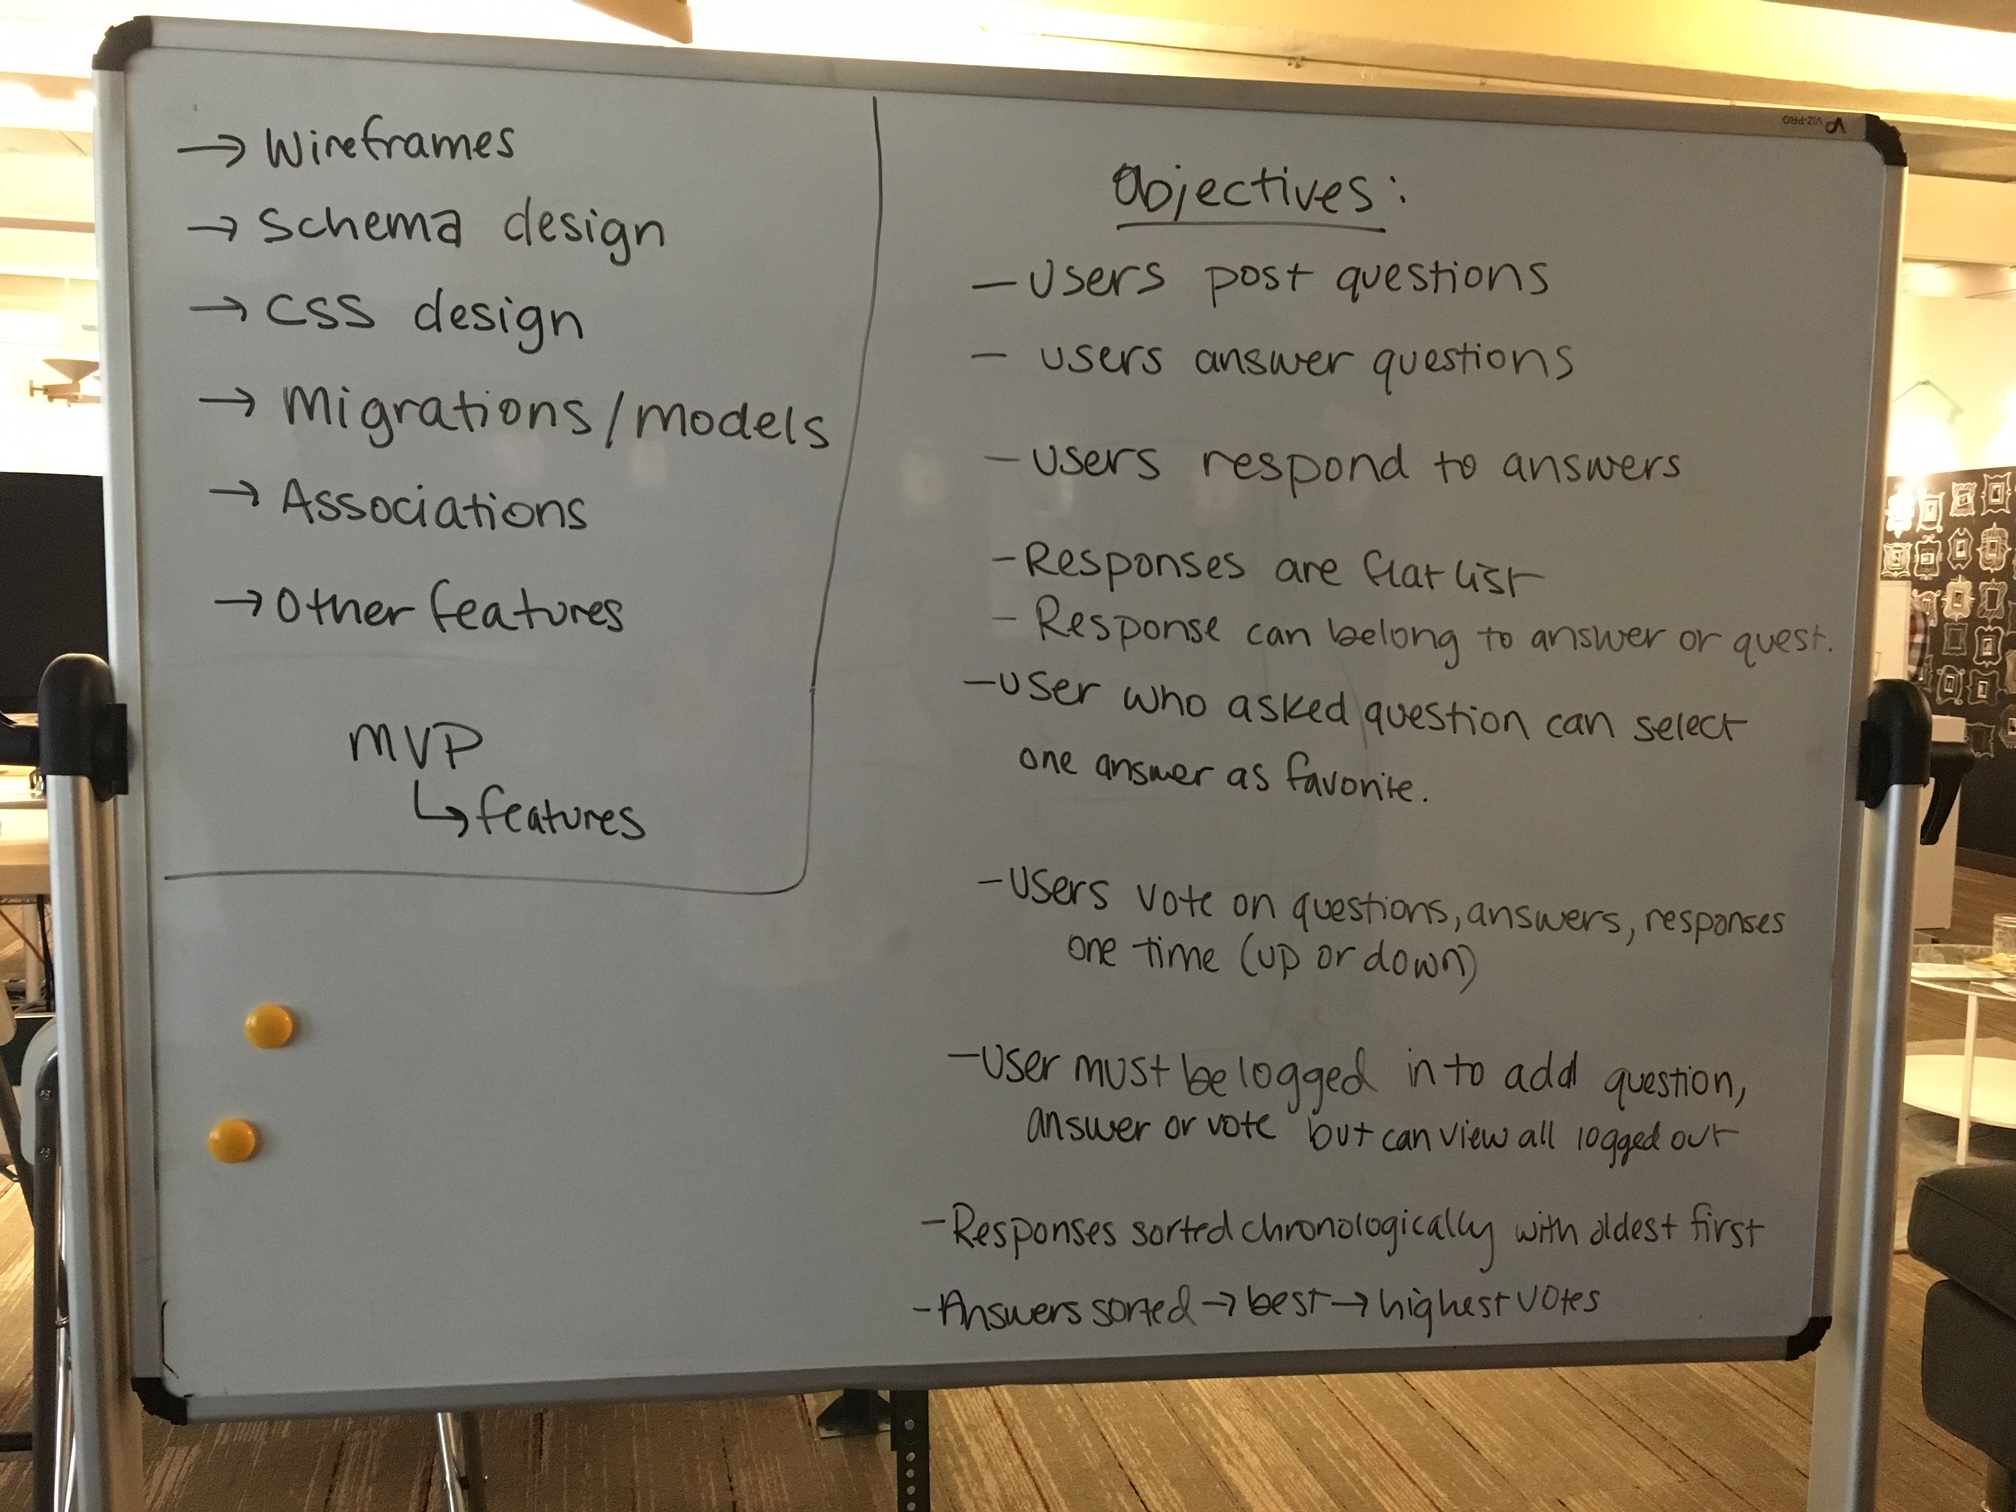 → Wireframes
→ Schema design
→ CSS design
→ Migrations/models
→ Associations
→ Other features
MVP
↳ features
VIZ-PRO
Objectives:
- Users post questions
- users answer questions
- Users respond to answers
- Responses are flat list
- Response can belong to answer or quest.
- User who asked question can select
one answer as favorite.
- Users vote on questions, answers, responses
one time (up or down)
- User must be logged in to add question,
answer or vote but can view all logged out
- Responses sorted chronologically with oldest first
- Answers sorted → best → highest votes